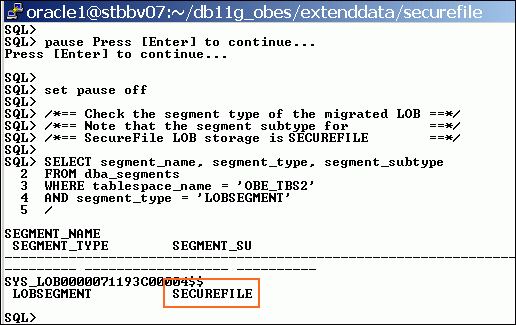 oracle1@stbbv07:~/db11g_obes/extenddata/securefile
SQL>
SQL> pause Press [Enter] to continue...
Press [Enter] to continue...
SQL>
SQL> set pause off
SQL>
SQL> /*== Check the segment type of the migrated LOB ==*/
SQL> /*== Note that the segment subtype for ==*/
SQL> /*== SecureFile LOB storage is SECUREFILE ==*/
SQL>
SQL> SELECT segment_name, segment_type, segment_subtype
2 FROM dba_segments
3 WHERE tablespace_name = 'OBE_TBS2'
4 AND segment_type = 'LOBSEGMENT'
5 /
SEGMENT_NAME
SEGMENT_TYPE SEGMENT_SU
--------------------------------------------------------------------------------
------------------ ----------
SYS_LOB0000071193C00004$$
LOBSEGMENT SECUREFILE
SQL>